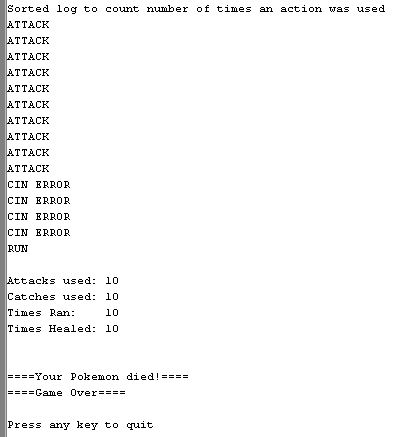 Sorted log to count number of times an action was used
ATTACK
ATTACK
ATTACK
ATTACK
ATTACK
ATTACK
ATTACK
ATTACK
ATTACK
ATTACK
CIN ERROR
CIN ERROR
CIN ERROR
CIN ERROR
RUN
Attacks used: 10
Catches used: 10
Times Ran:    10
Times Healed: 10
====Your Pokemon died!====
====Game Over====
Press any key to quit